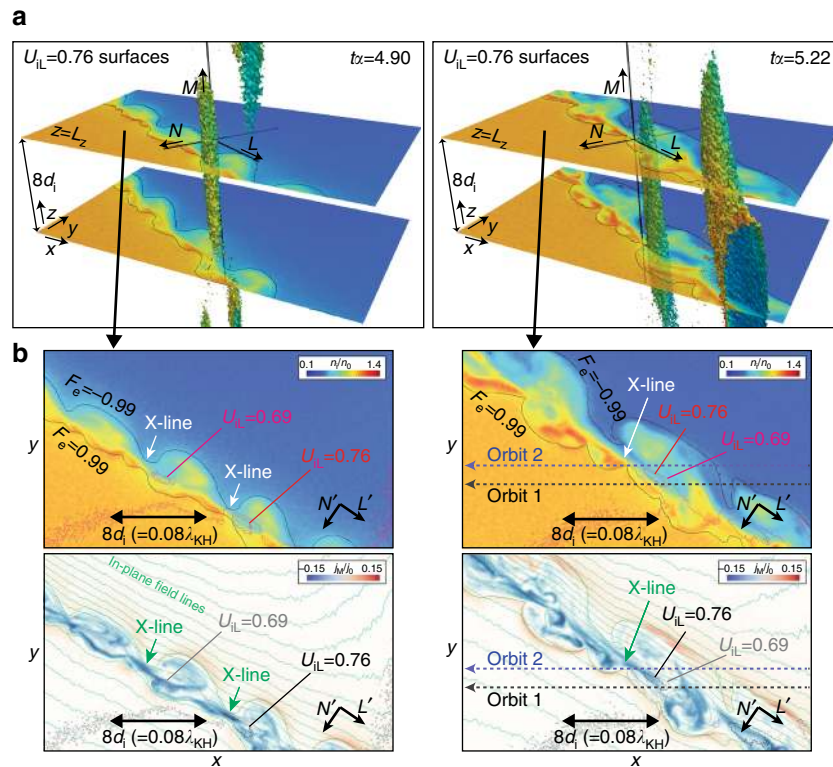 a
U_iL=0.76 surfaces
tα=4.90
M
N
L
z=L_z
8d_i
z
y
x
U_iL=0.76 surfaces
tα=5.22
M
N
L
z=L_z
8d_i
z
y
x
b
y
F_e=−0.99
F_e=0.99
X-line
U_iL=0.69
X-line
U_iL=0.76
0.1 n_i/n_0 1.4
N′ L′
8d_i (=0.08λ_KH)
y
F_e=−0.99
F_e=0.99
X-line
U_iL=0.76
U_iL=0.69
0.1 n_i/n_0 1.4
Orbit 2
Orbit 1
N′ L′
8d_i (=0.08λ_KH)
y
−0.15 j_M/j_0 0.15
In-plane field lines
X-line
U_iL=0.69
X-line
U_iL=0.76
N′ L′
8d_i (=0.08λ_KH)
x
y
−0.15 j_M/j_0 0.15
X-line
U_iL=0.76
U_iL=0.69
Orbit 2
Orbit 1
N′ L′
8d_i (=0.08λ_KH)
x